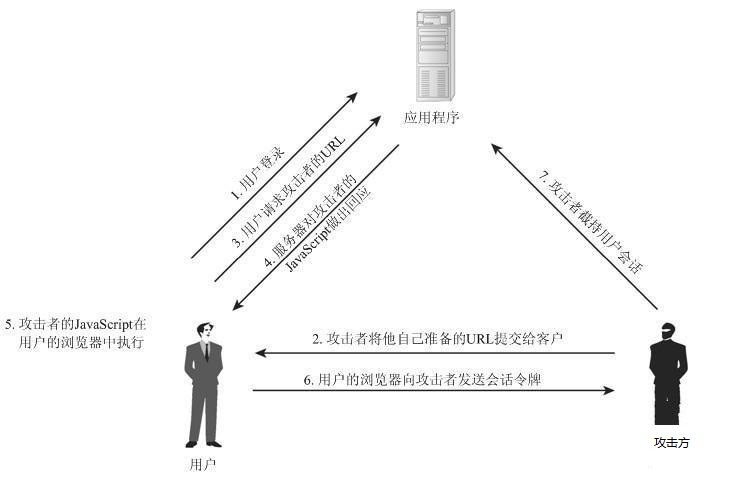 应用程序
1. 用户登录
3. 用户请求攻击者的URL
4. 服务器对攻击者的
JavaScript做出回应
7. 攻击者截持用户会话
5. 攻击者的JavaScript在
用户的浏览器中执行
2. 攻击者将他自己准备的URL提交给客户
6. 用户的浏览器向攻击者发送会话令牌
用户
攻击方